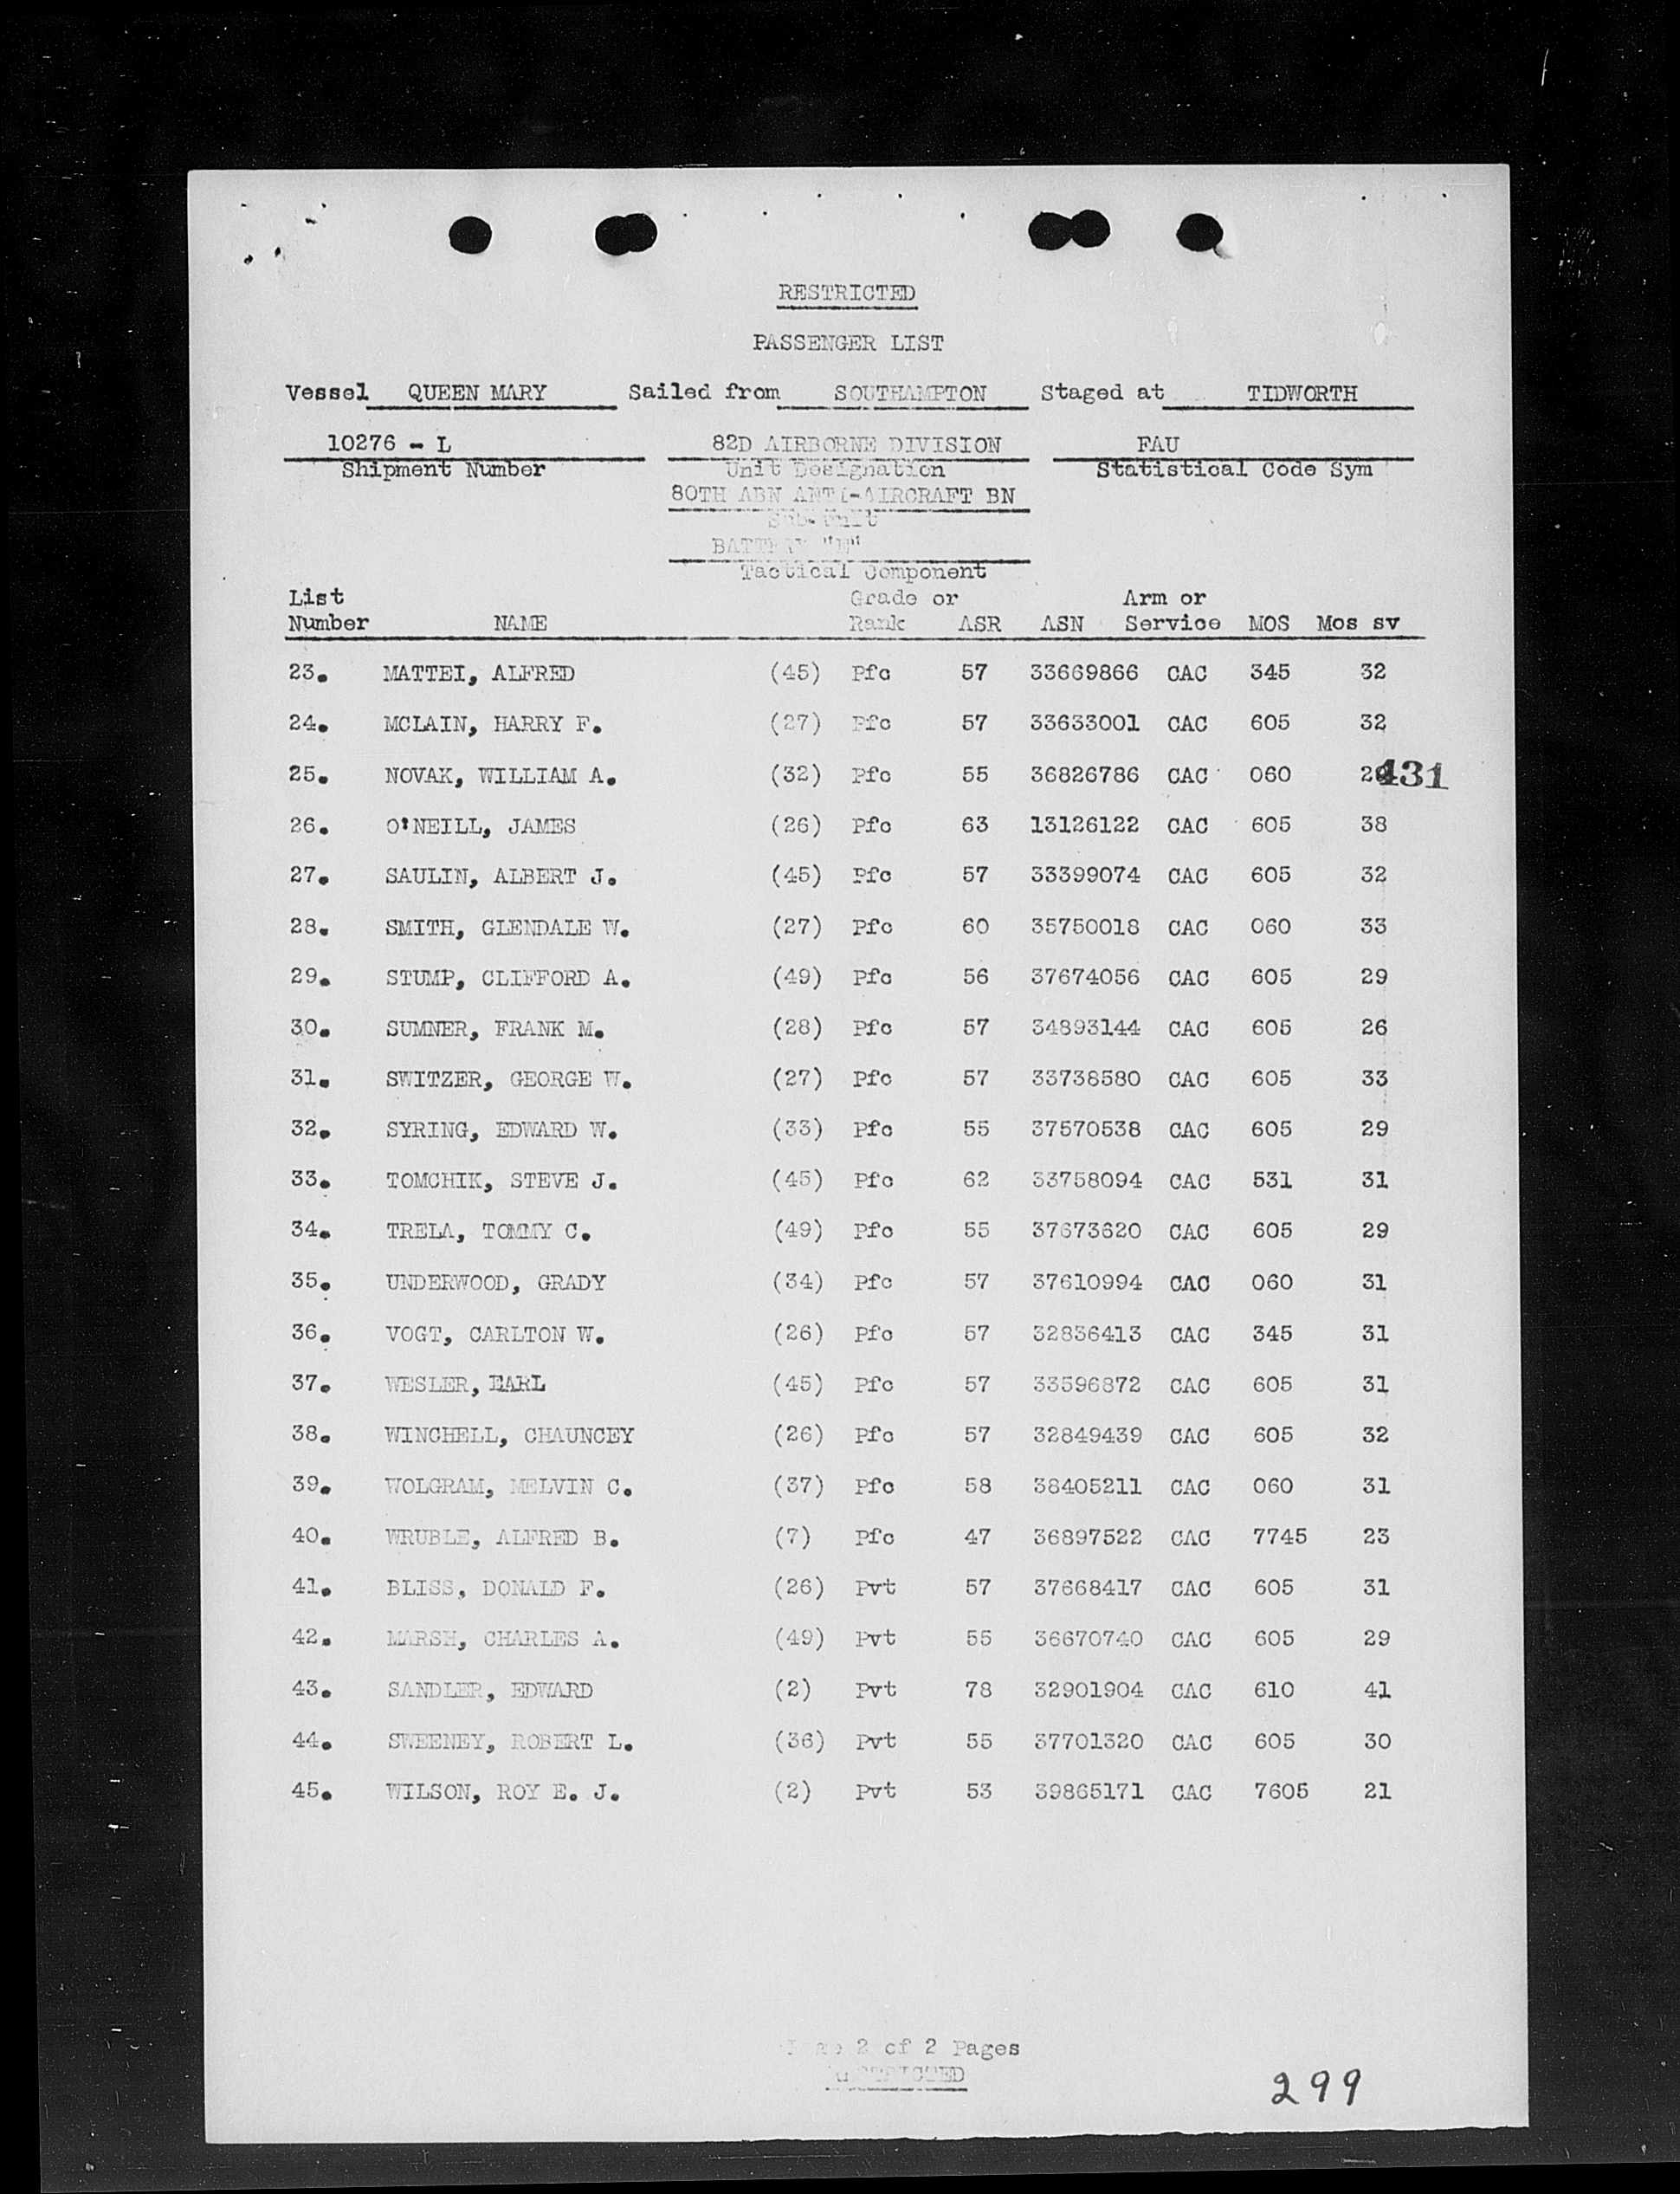 RESTRICTED
PASSENGER LIST
Vessel QUEEN MARY Sailed from SOUTHAMPTON Staged at TIDWORTH
10276 - L 82D AIRBORNE DIVISION FAU
Shipment Number Unit Designation Statistical Code Sym
80TH ABN ANTI-AIRCRAFT BN
Sub-Unit
BATTERY
Tactical Component
List Grade or Arm or
Number NAME Rank ASR ASN Service MOS Mos sv
23. MATTEI, ALFRED (45) Pfc 57 33669866 CAC 345 32
24. MCLAIN, HARRY F. (27) Pfc 57 33633001 CAC 605 32
25. NOVAK, WILLIAM A. (32) Pfc 55 36826786 CAC 060 431
26. O'NEILL, JAMES (26) Pfc 63 13126122 CAC 605 38
27. SAULIN, ALBERT J. (45) Pfc 57 33399074 CAC 605 32
28. SMITH, GLENDALE W. (27) Pfc 60 35750018 CAC 060 33
29. STUMP, CLIFFORD A. (49) Pfc 56 37674056 CAC 605 29
30. SUMNER, FRANK M. (28) Pfc 57 34893144 CAC 605 26
31. SWITZER, GEORGE W. (27) Pfc 57 33738580 CAC 605 33
32. SYRING, EDWARD W. (33) Pfc 55 37570538 CAC 605 29
33. TOMCHIK, STEVE J. (45) Pfc 62 33758094 CAC 531 31
34. TRELA, TOMMY C. (49) Pfc 55 37673620 CAC 605 29
35. UNDERWOOD, GRADY (34) Pfc 57 37610994 CAC 060 31
36. VOGT, CARLTON W. (26) Pfc 57 32836413 CAC 345 31
37. WESLER, EARL (45) Pfc 57 33596872 CAC 605 31
38. WINCHELL, CHAUNCEY (26) Pfc 57 32849439 CAC 605 32
39. WOLGRAM, MELVIN C. (37) Pfc 58 38405211 CAC 060 31
40. WRUBLE, ALFRED B. (7) Pfc 47 36897522 CAC 7745 23
41. BLISS, DONALD F. (26) Pvt 57 37668417 CAC 605 31
42. MARSH, CHARLES A. (49) Pvt 55 36670740 CAC 605 29
43. SANDLER, EDWARD (2) Pvt 78 32901904 CAC 610 41
44. SWEENEY, ROBERT L. (36) Pvt 55 37701320 CAC 605 30
45. WILSON, ROY E. J. (2) Pvt 53 39865171 CAC 7605 21
Page 2 of 2 Pages
RESTRICTED
299